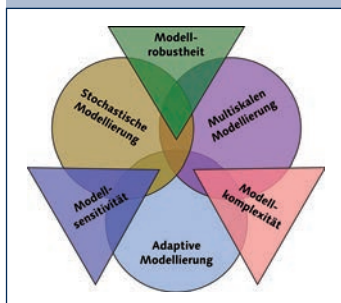 Modell-
robustheit
Stochastische
Modellierung
Multiskalen
Modellierung
Modell-
sensitivität
Modell-
komplexität
Adaptive
Modellierung